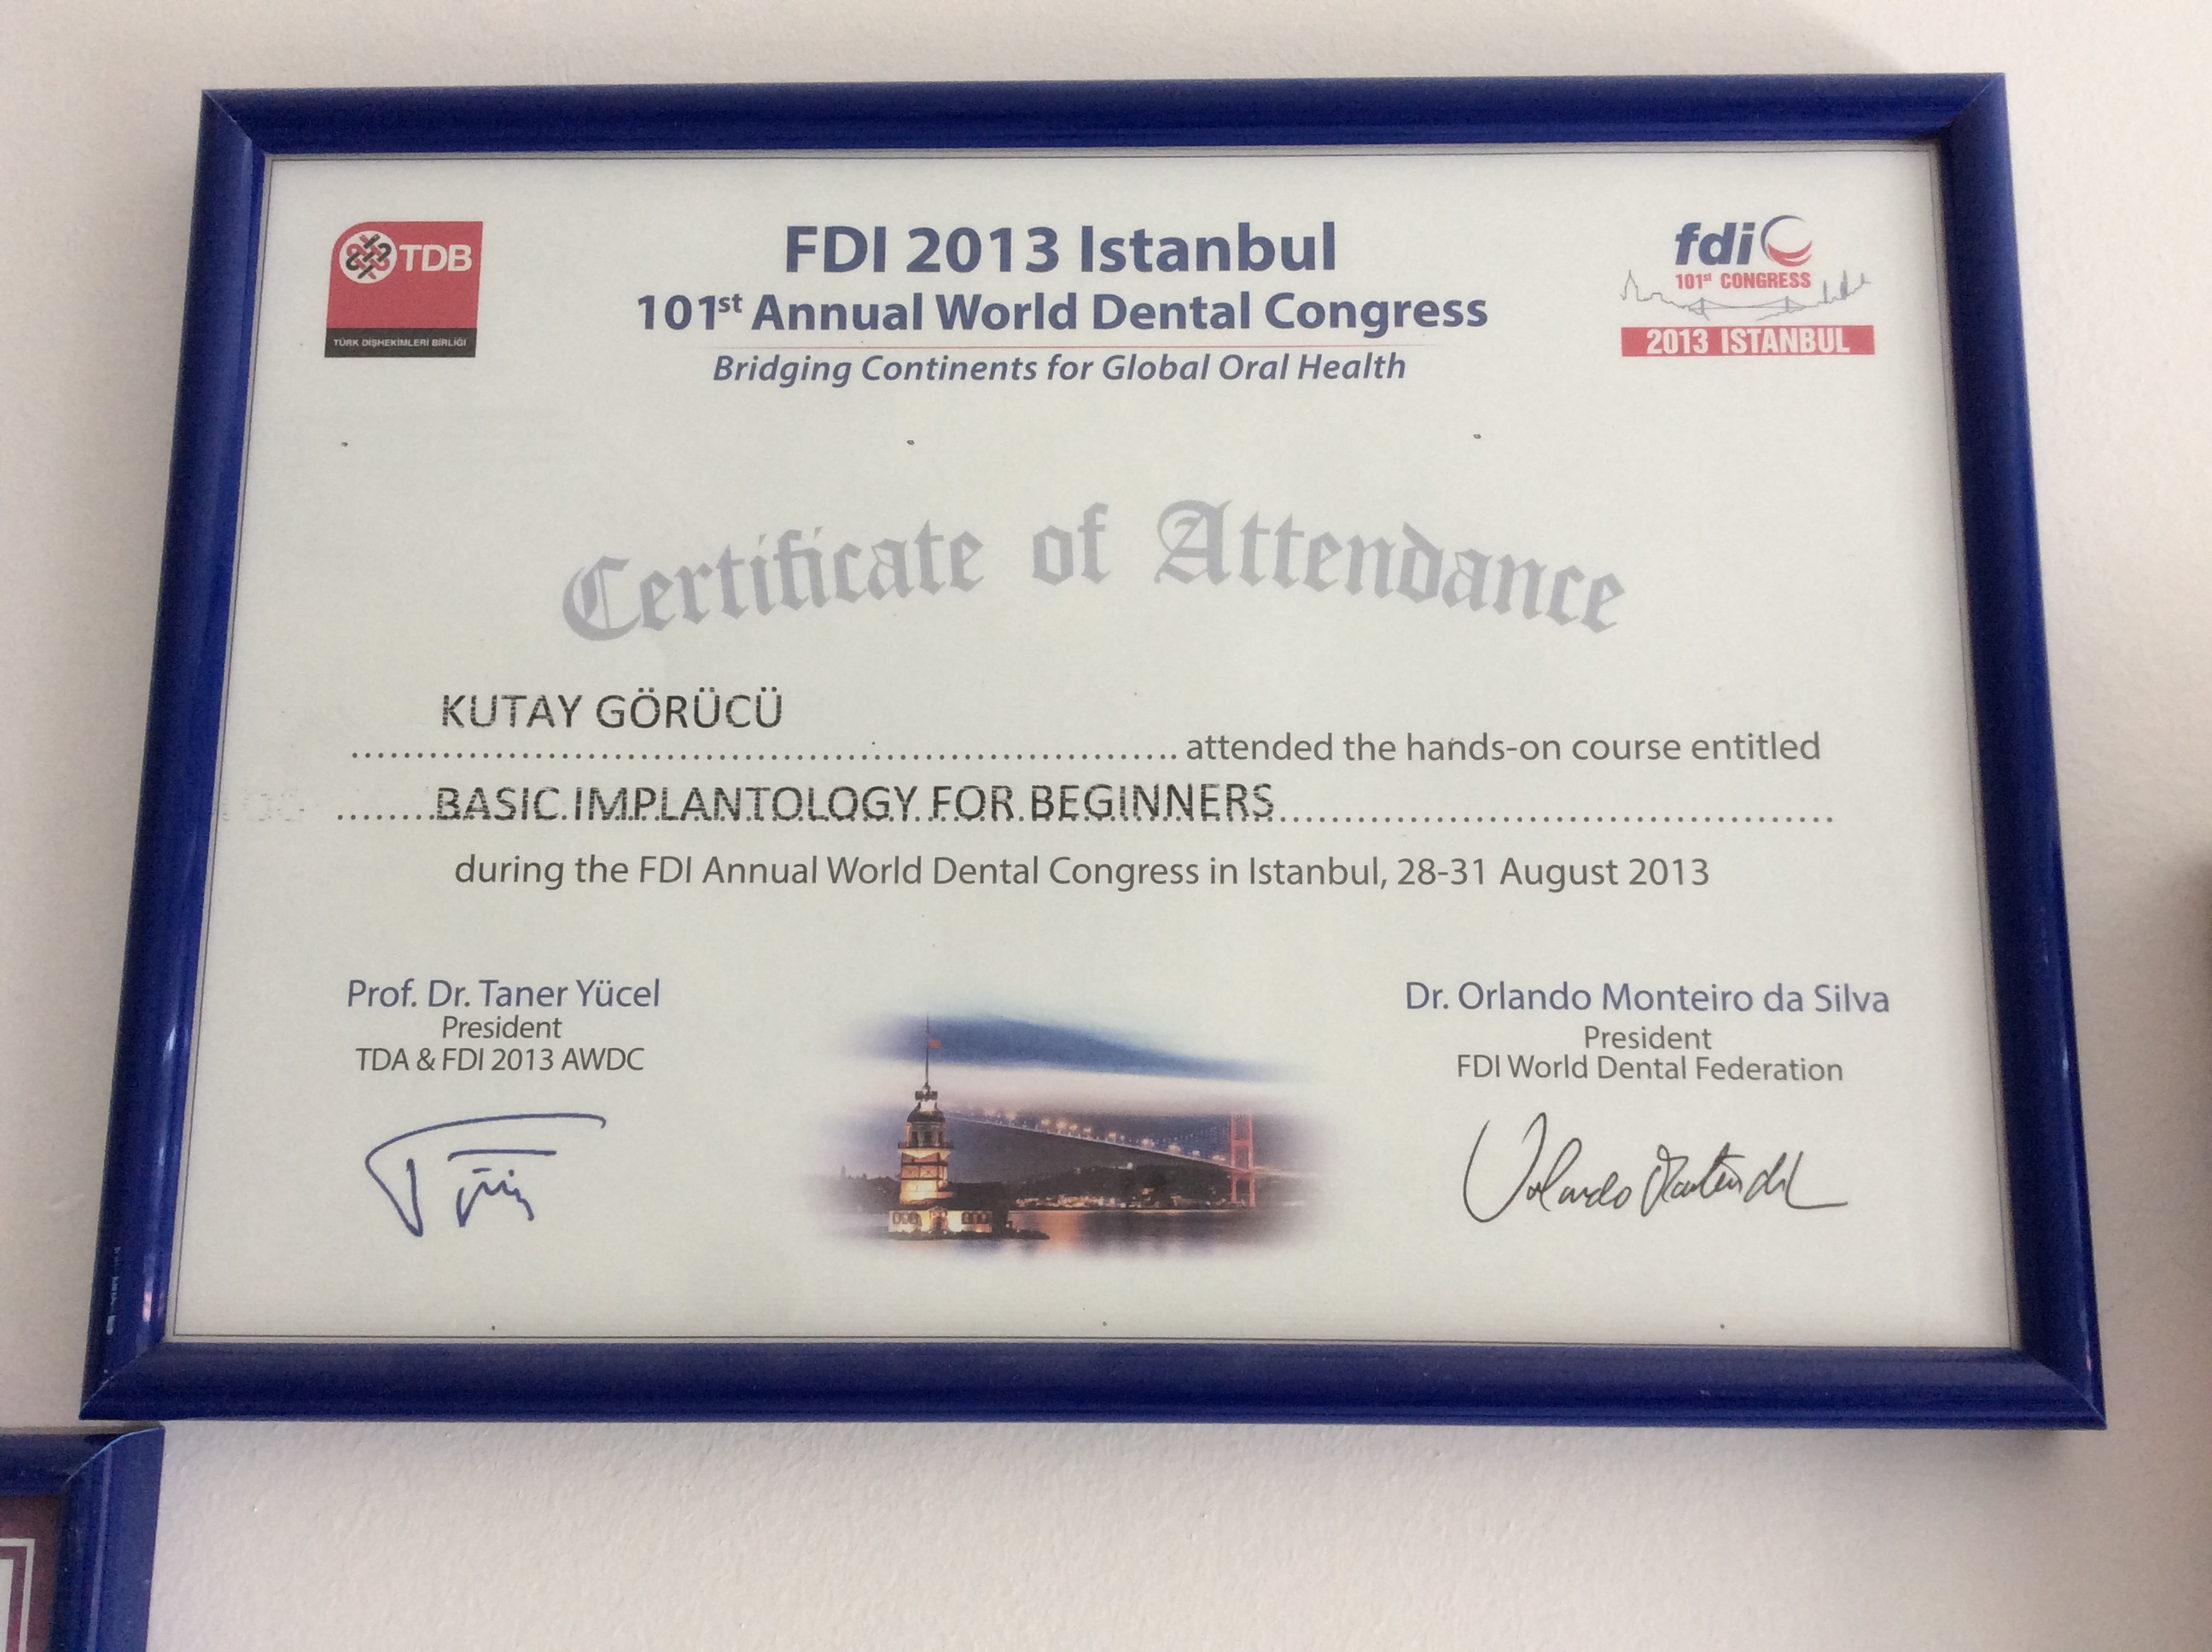 TDB
TÜRK DİŞHEKİMLERİ BİRLİĞİ
FDI 2013 Istanbul
101st Annual World Dental Congress
Bridging Continents for Global Oral Health
fdi
101st CONGRESS
2013 ISTANBUL
Certificate of Attendance
KUTAY GÖRÜCÜ
attended the hands-on course entitled
BASIC IMPLANTOLOGY FOR BEGINNERS
during the FDI Annual World Dental Congress in Istanbul, 28-31 August 2013
Prof. Dr. Taner Yücel
President
TDA & FDI 2013 AWDC
Dr. Orlando Monteiro da Silva
President
FDI World Dental Federation